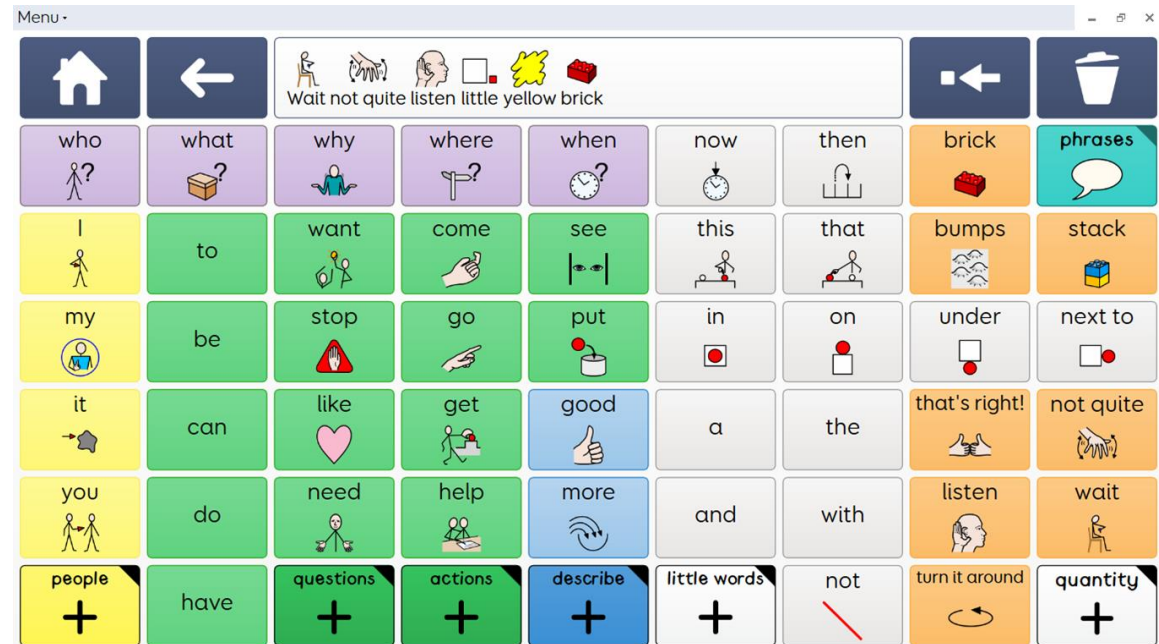 Menu
Wait not quite listen little yellow brick
who what why where when now then brick phrases
? ? ? ?
I to want come see this that bumps stack
my be stop go put in on under next to
it can like get good a the that's right! not quite
you do need help more and with listen wait
people have questions actions describe little words not turn it around quantity
+ + + + + +